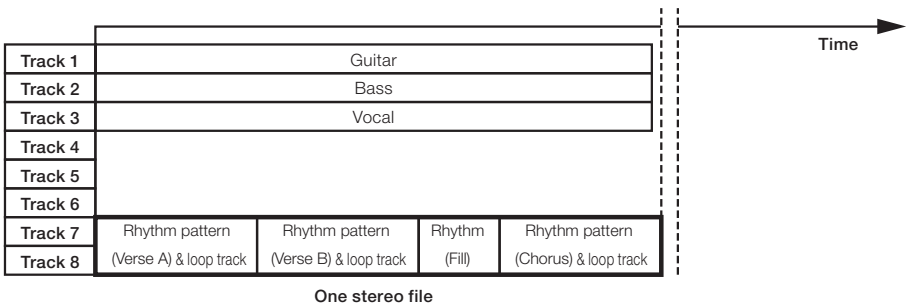 Time
Track 1 Guitar
Track 2 Bass
Track 3 Vocal
Track 4
Track 5
Track 6
Track 7 Rhythm pattern Rhythm pattern Rhythm Rhythm pattern
Track 8 (Verse A) & loop track (Verse B) & loop track (Fill) (Chorus) & loop track
One stereo file